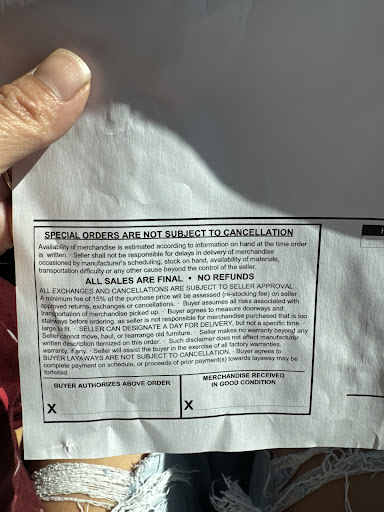 SPECIAL ORDERS ARE NOT SUBJECT TO CANCELLATION
Availability of merchandise is estimated according to information on hand at the time order
is written. · Seller shall not be responsible for delays in delivery of merchandise
occasioned by manufacturer's scheduling, stock on hand, availability of materials,
transportation difficulty or any other cause beyond the control of the seller.
ALL SALES ARE FINAL • NO REFUNDS
ALL EXCHANGES AND CANCELLATIONS ARE SUBJECT TO SELLER APPROVAL
A minimum fee of 15% of the purchase price will be assessed (re-stocking fee) on seller
approved returns, exchanges or cancellations. · Buyer assumes all risks associated with
transportation of merchandise picked up. · Buyer agrees to measure doorways and
stairways before ordering, as seller is not responsible for merchandise purchased that is too
large to fit. · SELLER CAN DESIGNATE A DAY FOR DELIVERY, but not a specific time. ·
Seller cannot move, haul, or rearrange old furniture. · Seller makes no warranty beyond any
written description itemized on this order. · Such disclaimer does not affect manufacturer
warranty, if any. · Seller will assist the buyer in the exercise of all factory warranties. ·
BUYER LAYAWAYS ARE NOT SUBJECT TO CANCELLATION. · Buyer agrees to
complete payment on schedule, or proceeds of prior payment(s) towards layaway may be
forfeited.
BUYER AUTHORIZES ABOVE ORDER
X
MERCHANDISE RECEIVED
IN GOOD CONDITION
X